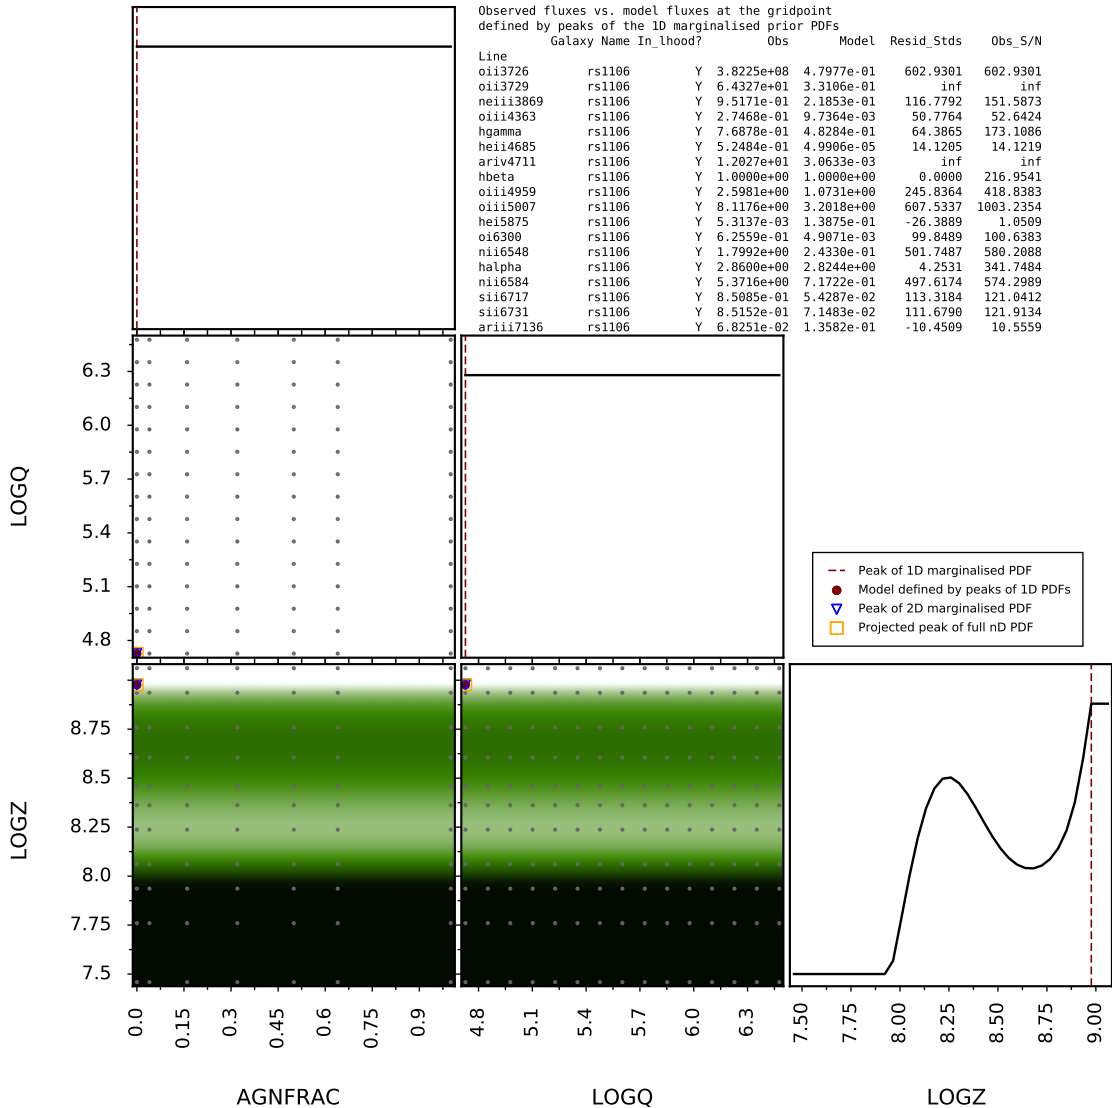 Observed fluxes vs. model fluxes at the gridpoint
defined by peaks of the 1D marginalised prior PDFs
Galaxy Name In_lhood? Obs Model Resid_Stds Obs_S/N
Line
oii3726 rs1106 Y 3.8225e+08 4.7977e-01 602.9301 602.9301
oii3729 rs1106 Y 6.4327e+01 3.3106e-01 inf inf
neiii3869 rs1106 Y 9.5171e-01 2.1853e-01 116.7792 151.5873
oiii4363 rs1106 Y 2.7468e-01 9.7364e-03 50.7764 52.6424
hgamma rs1106 Y 7.6878e-01 4.8284e-01 64.3865 173.1086
heii4685 rs1106 Y 5.2484e-01 4.9906e-05 14.1205 14.1219
ariv4711 rs1106 Y 1.2027e+01 3.0633e-03 inf inf
hbeta rs1106 Y 1.0000e+00 1.0000e+00 0.0000 216.9541
oiii4959 rs1106 Y 2.5981e+00 1.0731e+00 245.8364 418.8383
oiii5007 rs1106 Y 8.1176e+00 3.2018e+00 607.5337 1003.2354
hei5875 rs1106 Y 5.3137e-03 1.3875e-01 -26.3889 1.0509
oi6300 rs1106 Y 6.2559e-01 4.9071e-03 99.8489 100.6383
nii6548 rs1106 Y 1.7992e+00 2.4330e-01 501.7487 580.2088
halpha rs1106 Y 2.8600e+00 2.8244e+00 4.2531 341.7484
nii6584 rs1106 Y 5.3716e+00 7.1722e-01 497.6174 574.2989
sii6717 rs1106 Y 8.5085e-01 5.4287e-02 113.3184 121.0412
sii6731 rs1106 Y 8.5152e-01 7.1483e-02 111.6790 121.9134
ariii7136 rs1106 Y 6.8251e-02 1.3582e-01 -10.4509 10.5559
6.3
6.0
5.7
5.4
5.1
4.8
LOGQ
Peak of 1D marginalised PDF
Model defined by peaks of 1D PDFs
Peak of 2D marginalised PDF
Projected peak of full nD PDF
8.75
8.5
8.25
8.0
7.75
7.5
LOGZ
0.0 0.15 0.3 0.45 0.6 0.75 0.9
4.8 5.1 5.4 5.7 6.0 6.3
7.50 7.75 8.00 8.25 8.50 8.75 9.00
AGNFRAC LOGQ LOGZ